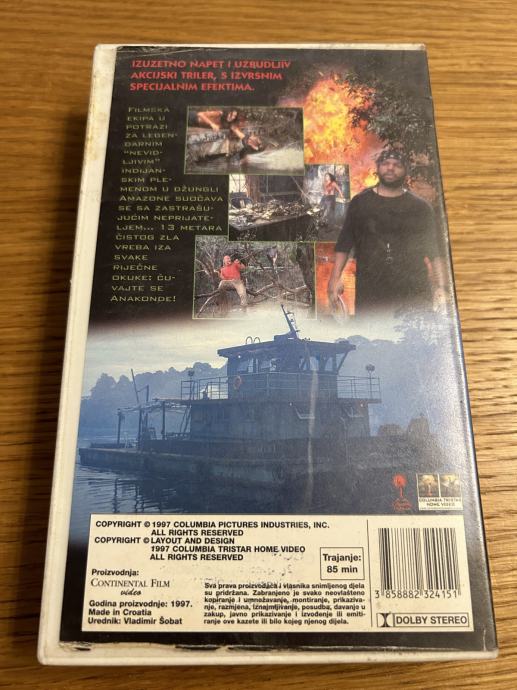 IZUZETNO NAPET I UZBUDLJIV
AKCIJSKI TRILER, S IZVRSNIM
SPECIJALNIM EFEKTIMA.
FILMSKA
EKIPA U
POTRAZI
ZA LEGEN-
DARNIM
"NEVID-
LJIVIM"
INDIJAN-
SKIM PLE-
MENOM U DŽUNGLI
AMAZONE SUOČAVA
SE SA ZASTRAŠU-
JUĆIM NEPRIJATE-
LJEM... 13 METARA
ČISTOG ZLA
VREBA IZA
SVAKE
RIJEČNE
OKUKE: ČU-
VAJTE SE
ANAKONDE!
COLUMBIA TRISTAR
HOME VIDEO
COPYRIGHT © 1997 COLUMBIA PICTURES INDUSTRIES, INC.
ALL RIGHTS RESERVED
COPYRIGHT © LAYOUT AND DESIGN
1997 COLUMBIA TRISTAR HOME VIDEO
ALL RIGHTS RESERVED
Trajanje:
85 min
Proizvodnja:
CONTINENTAL FILM
video
Godina proizvodnje: 1997.
Made in Croatia
Urednik: Vladimir Šobat
Sva prava proizvođača i vlasnika snimljenog djela
su pridržana. Zabranjeno je svako neovlašteno
kopiranje i umnožavanje, montiranje, prikaziva-
nje, razmjena, iznajmljivanje, posudba, davanje u
zakup, javno prikazivanje i izvođenje ili emiti-
ranje ove kazete ili bilo kojeg njenog djela.
3 858882 324151
DOLBY STEREO